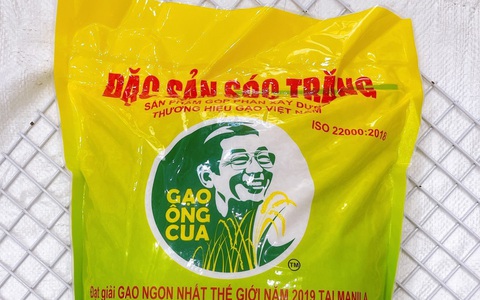 ĐẶC SẢN SÓC TRĂNG
SẢN PHẨM GÓP PHẦN XÂY DỰNG
THƯƠNG HIỆU GẠO VIỆT NAM
ISO 22000:2018
GẠO
ÔNG
CUA
TM
Đạt giải GẠO NGON NHẤT THẾ GIỚI NĂM 2019 TẠI MANILA